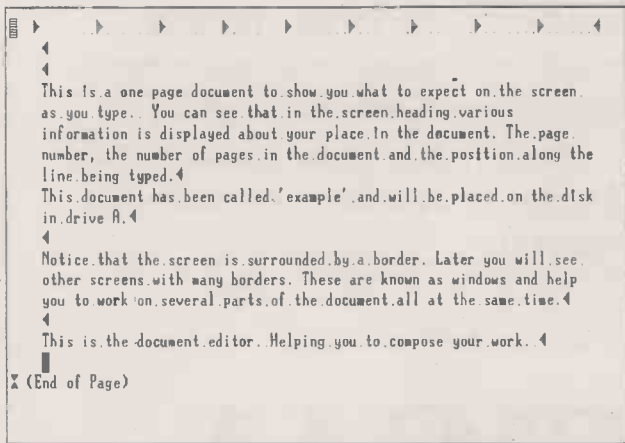 This is a one page document to show you what to expect on the screen
as you type. You can see that in the screen heading various
information is displayed about your place in the document. The page
number, the number of pages in the document and the position along the
line being typed.
This document has been called 'example' and will be placed on the disk
in drive A.
Notice that the screen is surrounded by a border. Later you will see
other screens with many borders. These are known as windows and help
you to work on several parts of the document all at the same time.
This is the document editor. Helping you to compose your work.
(End of Page)